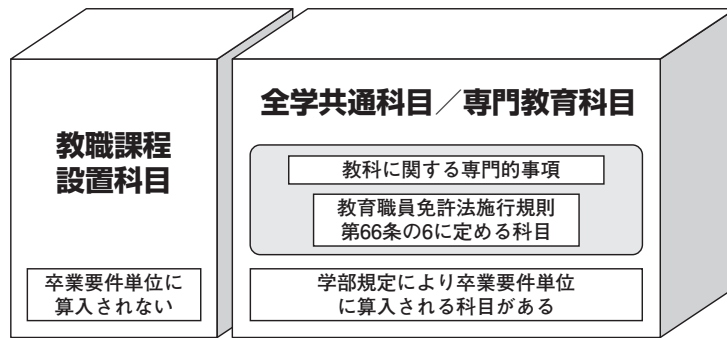 教職課程
設置科目
卒業要件単位に
算入されない
全学共通科目／専門教育科目
教科に関する専門的事項
教育職員免許法施行規則
第66条の6に定める科目
学部規定により卒業要件単位
に算入される科目がある